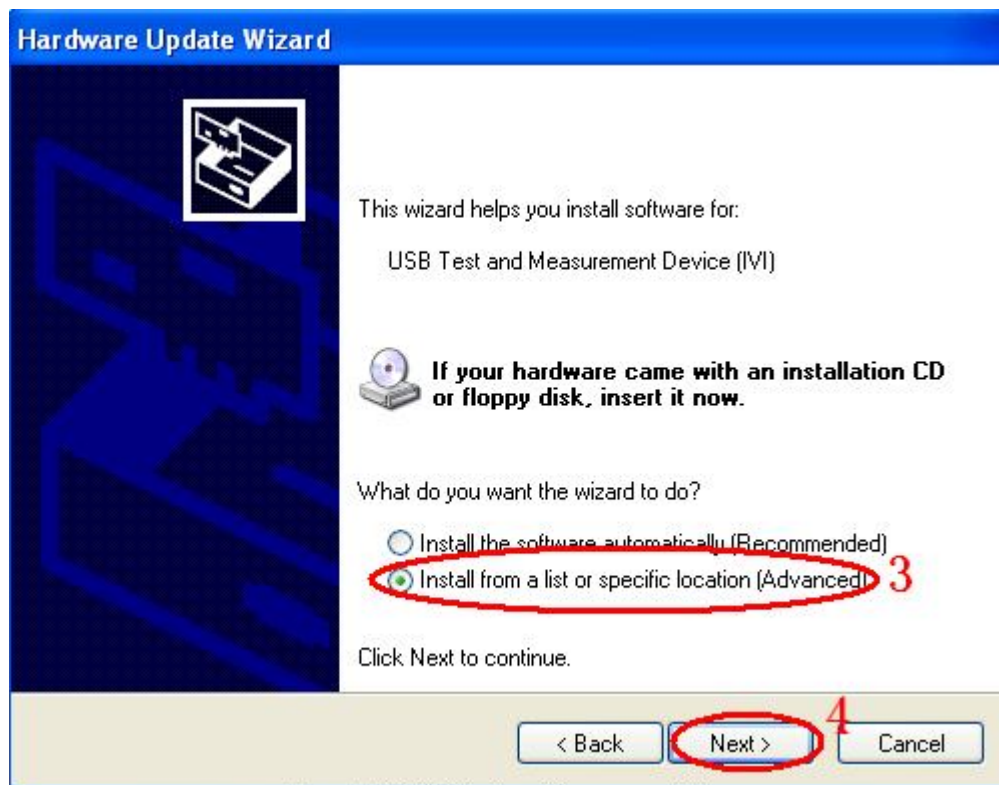 Hardware Update Wizard
This wizard helps you install software for:
USB Test and Measurement Device (IVI)
If your hardware came with an installation CD
or floppy disk, insert it now.
What do you want the wizard to do?
Install the software automatically (Recommended)
Install from a list or specific location (Advanced) 3
Click Next to continue.
4
< Back Next > Cancel